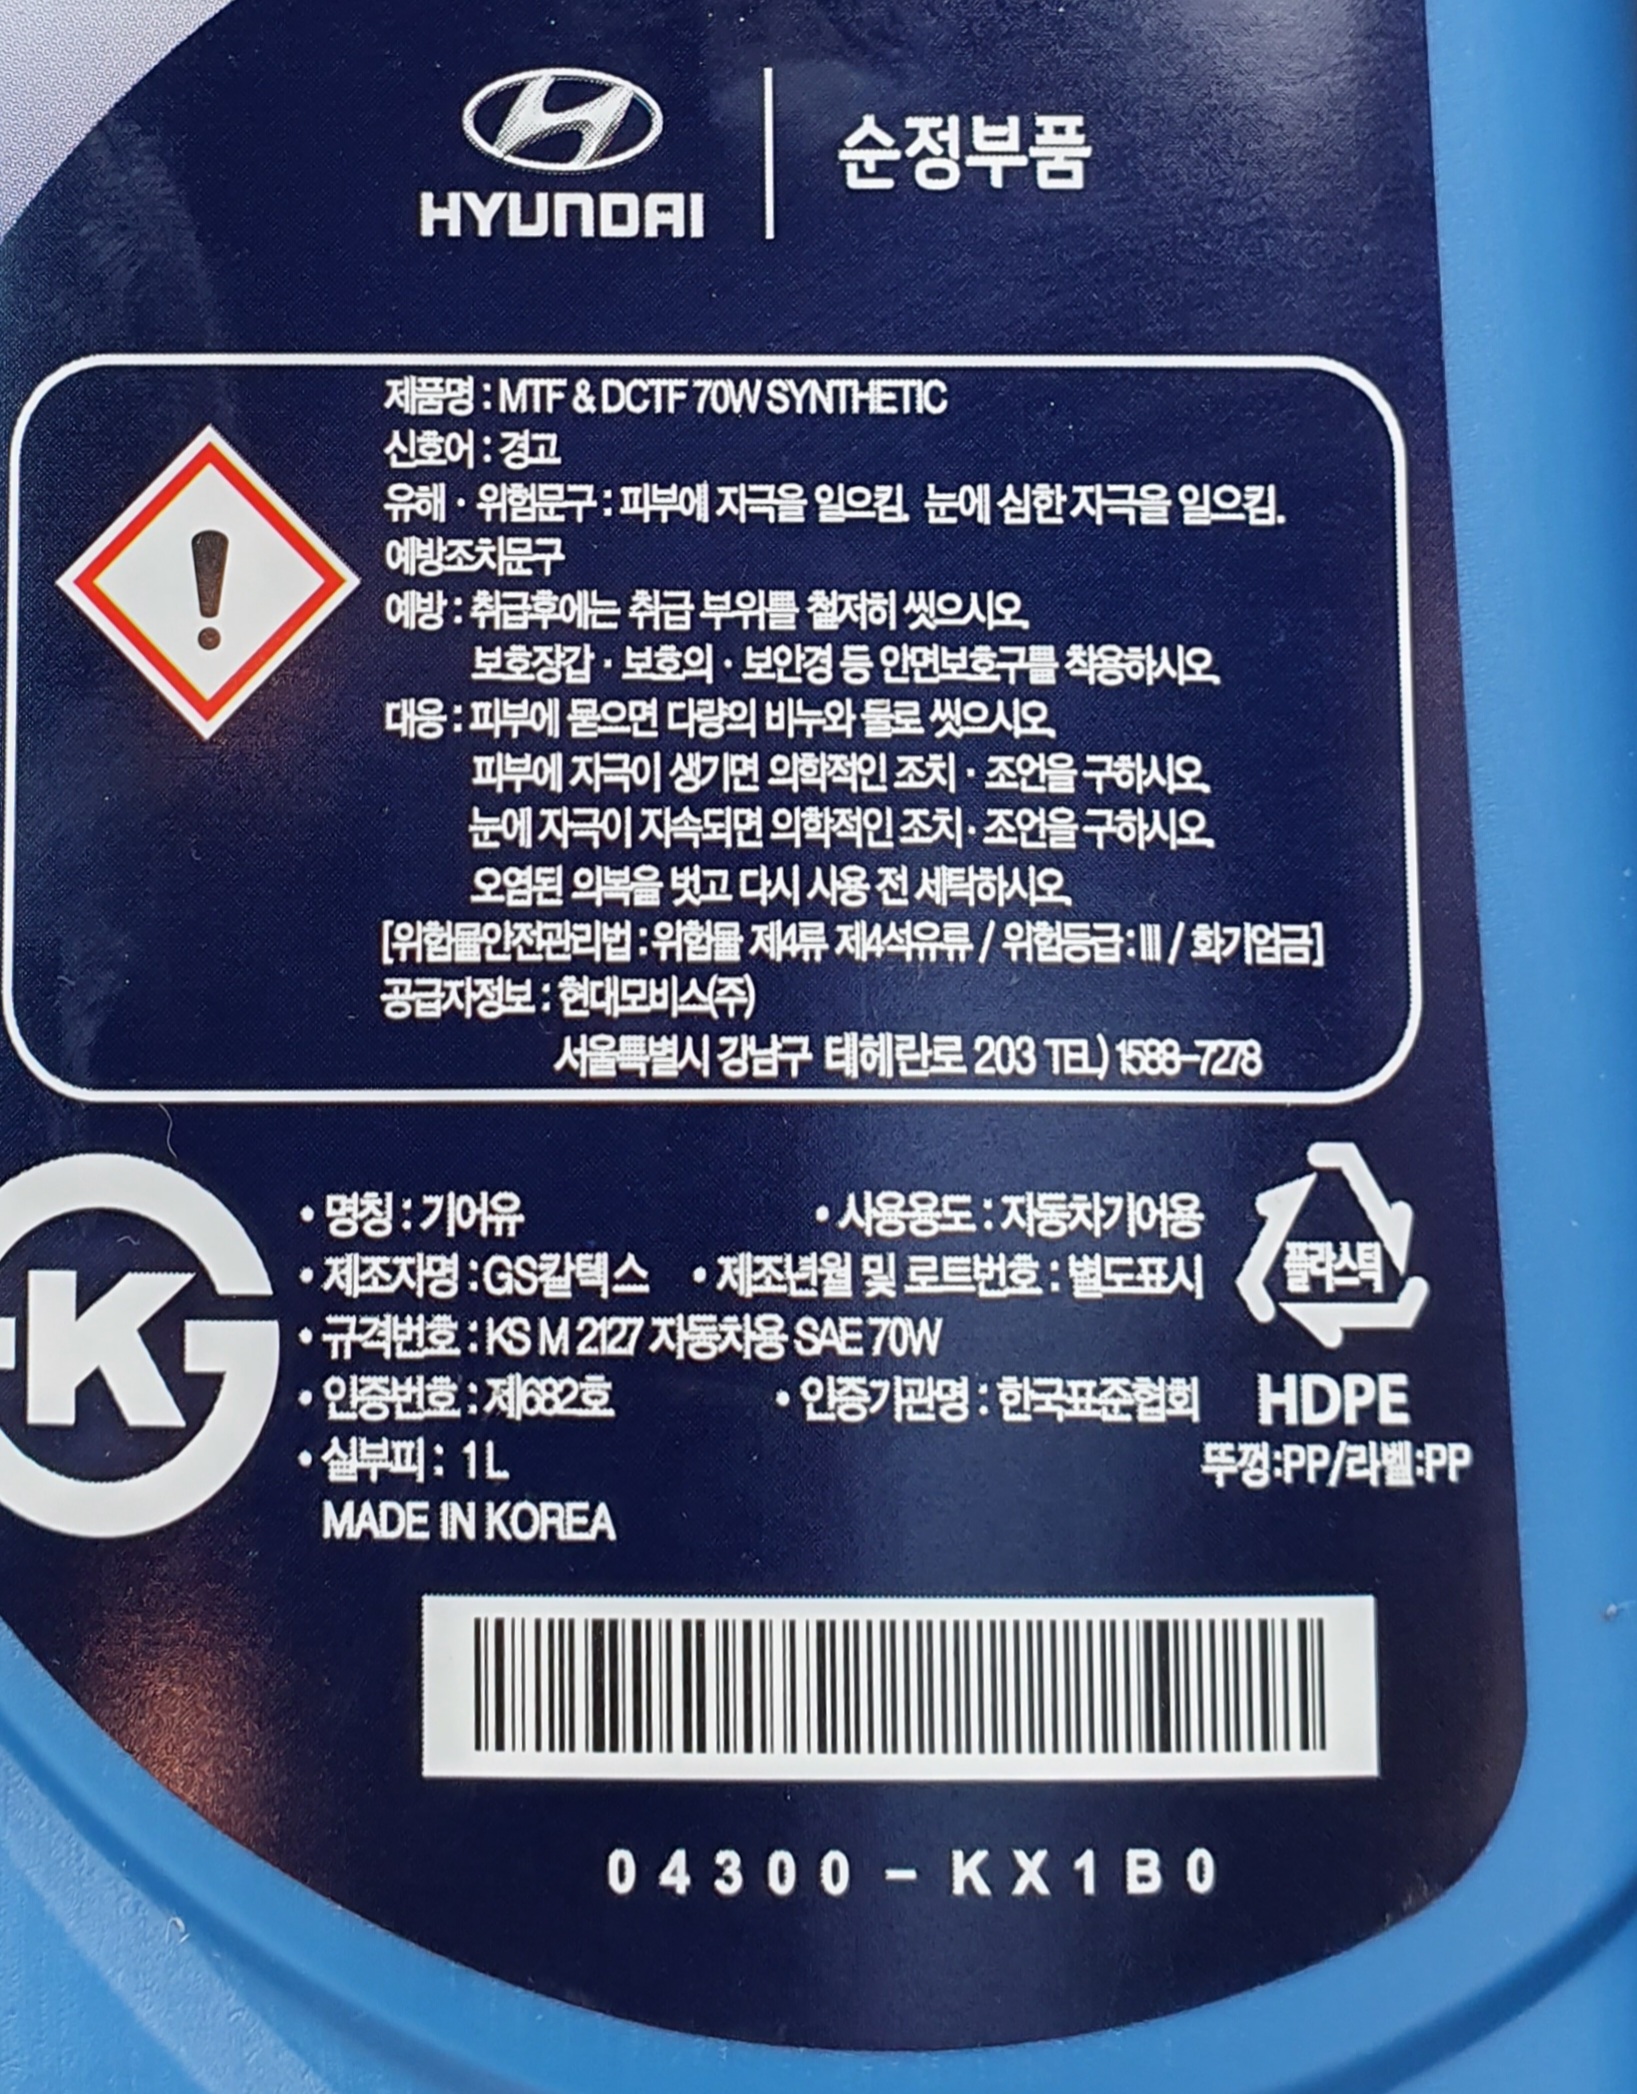 HYUNDAI
순정부품
제품명 : MTF & DCTF 70W SYNTHETIC
신호어 : 경고
유해 · 위험문구 : 피부에 자극을 일으킴. 눈에 심한 자극을 일으킴.
예방조치문구
예방 : 취급후에는 취급 부위를 철저히 씻으시오.
보호장갑 · 보호의 · 보안경 등 안면보호구를 착용하시오.
대응 : 피부에 묻으면 다량의 비누와 물로 씻으시오.
피부에 자극이 생기면 의학적인 조치 · 조언을 구하시오.
눈에 자극이 지속되면 의학적인 조치 · 조언을 구하시오.
오염된 의복을 벗고 다시 사용 전 세탁하시오.
[위험물안전관리법 : 위험물 제4류 제4석유류 / 위험등급 : III / 화기엄금]
공급자정보 : 현대모비스(주)
서울특별시 강남구 테헤란로 203 TEL) 1588-7278
K
• 명칭 : 기어유 • 사용용도 : 자동차기어용
• 제조자명 : GS칼텍스 • 제조년월 및 로트번호 : 별도표시
• 규격번호 : KS M 2127 자동차용 SAE 70W
• 인증번호 : 제682호 • 인증기관명 : 한국표준협회
• 실부피 : 1 L
MADE IN KOREA
플라스틱
HDPE
뚜껑:PP/라벨:PP
04300-KX1B0